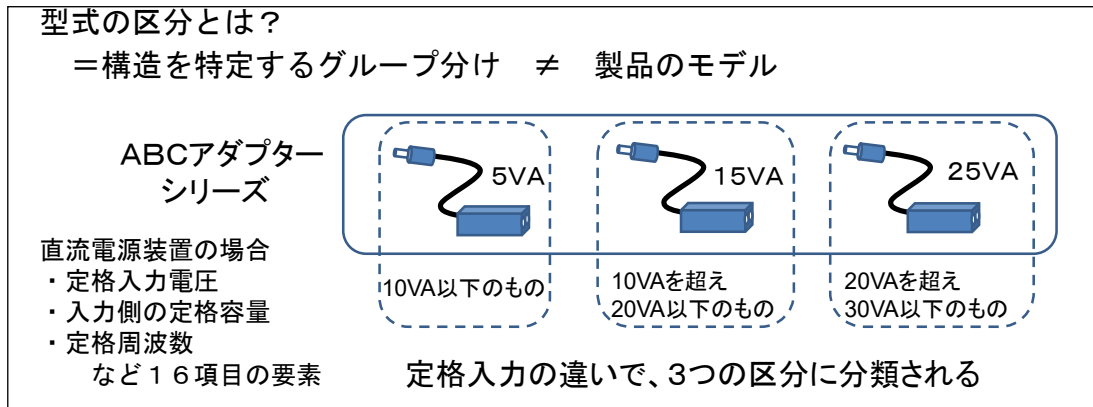 型式の区分とは？
＝構造を特定するグループ分け　≠　製品のモデル
ＡＢＣアダプター
シリーズ
５VA
１５VA
２５VA
直流電源装置の場合
・定格入力電圧
・入力側の定格容量
・定格周波数
など１６項目の要素
10VA以下のもの
10VAを超え
20VA以下のもの
20VAを超え
30VA以下のもの
定格入力の違いで、３つの区分に分類される